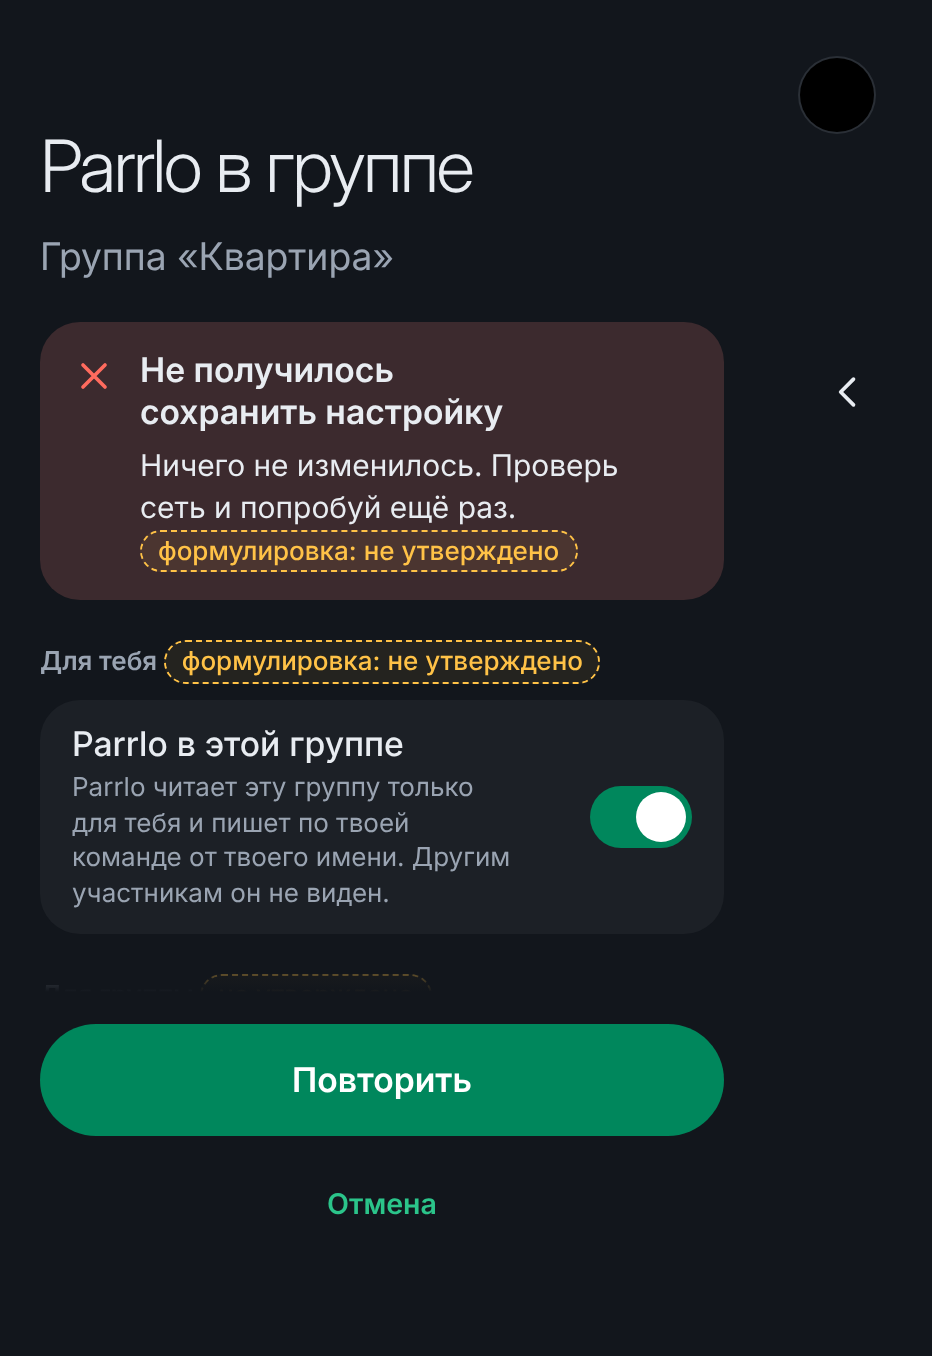 Parrlo в группе
Группа «Квартира»
Не получилось
сохранить настройку
Ничего не изменилось. Проверь
сеть и попробуй ещё раз.
формулировка: не утверждено
Для тебя формулировка: не утверждено
Parrlo в этой группе
Parrlo читает эту группу только
для тебя и пишет по твоей
команде от твоего имени. Другим
участникам он не виден.
Повторить
Отмена